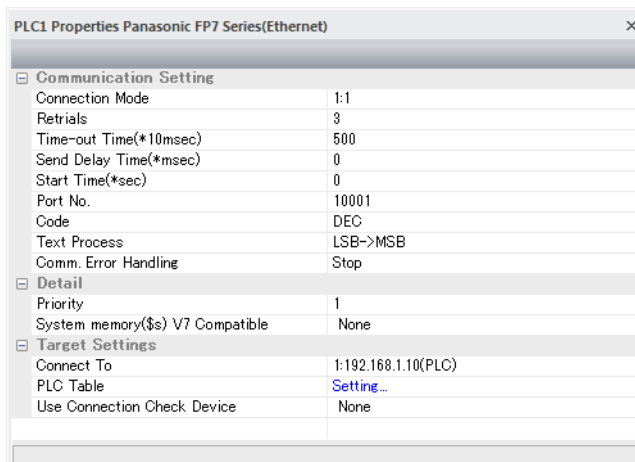 PLC1 Properties Panasonic FP7 Series(Ethernet)
Communication Setting
Connection Mode 1:1
Retrials 3
Time-out Time(*10msec) 500
Send Delay Time(*msec) 0
Start Time(*sec) 0
Port No. 10001
Code DEC
Text Process LSB->MSB
Comm. Error Handling Stop
Detail
Priority 1
System memory($s) V7 Compatible None
Target Settings
Connect To 1:192.168.1.10(PLC)
PLC Table Setting...
Use Connection Check Device None